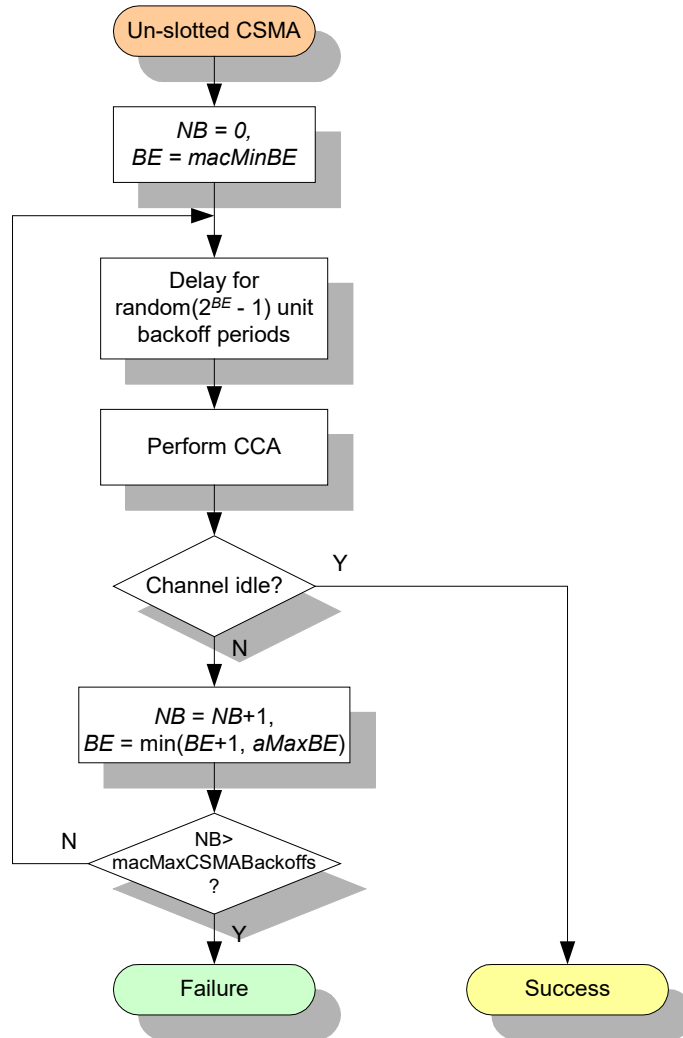 Un-slotted CSMA
NB = 0,
BE = macMinBE
Delay for
random(2^BE - 1) unit
backoff periods
Perform CCA
Channel idle?
Y
N
NB = NB+1,
BE = min(BE+1, aMaxBE)
N
NB>
macMaxCSMABackoffs
?
Y
Failure
Success